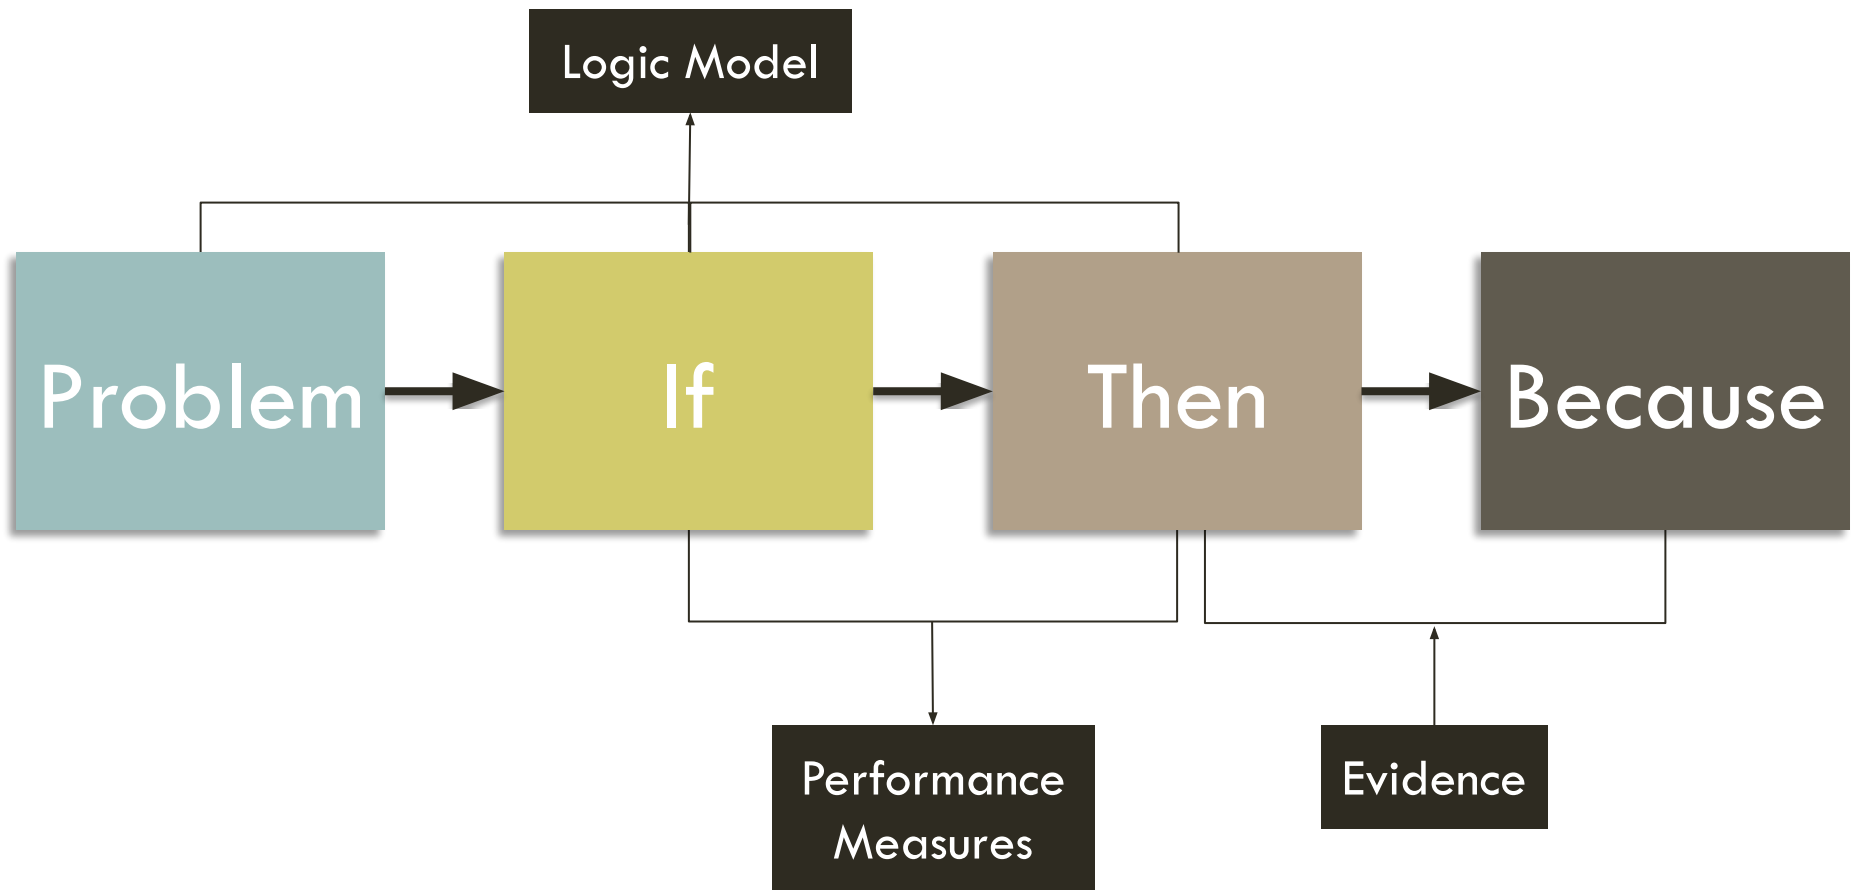 Logic Model
Problem
If
Then
Because
Performance
Measures
Evidence